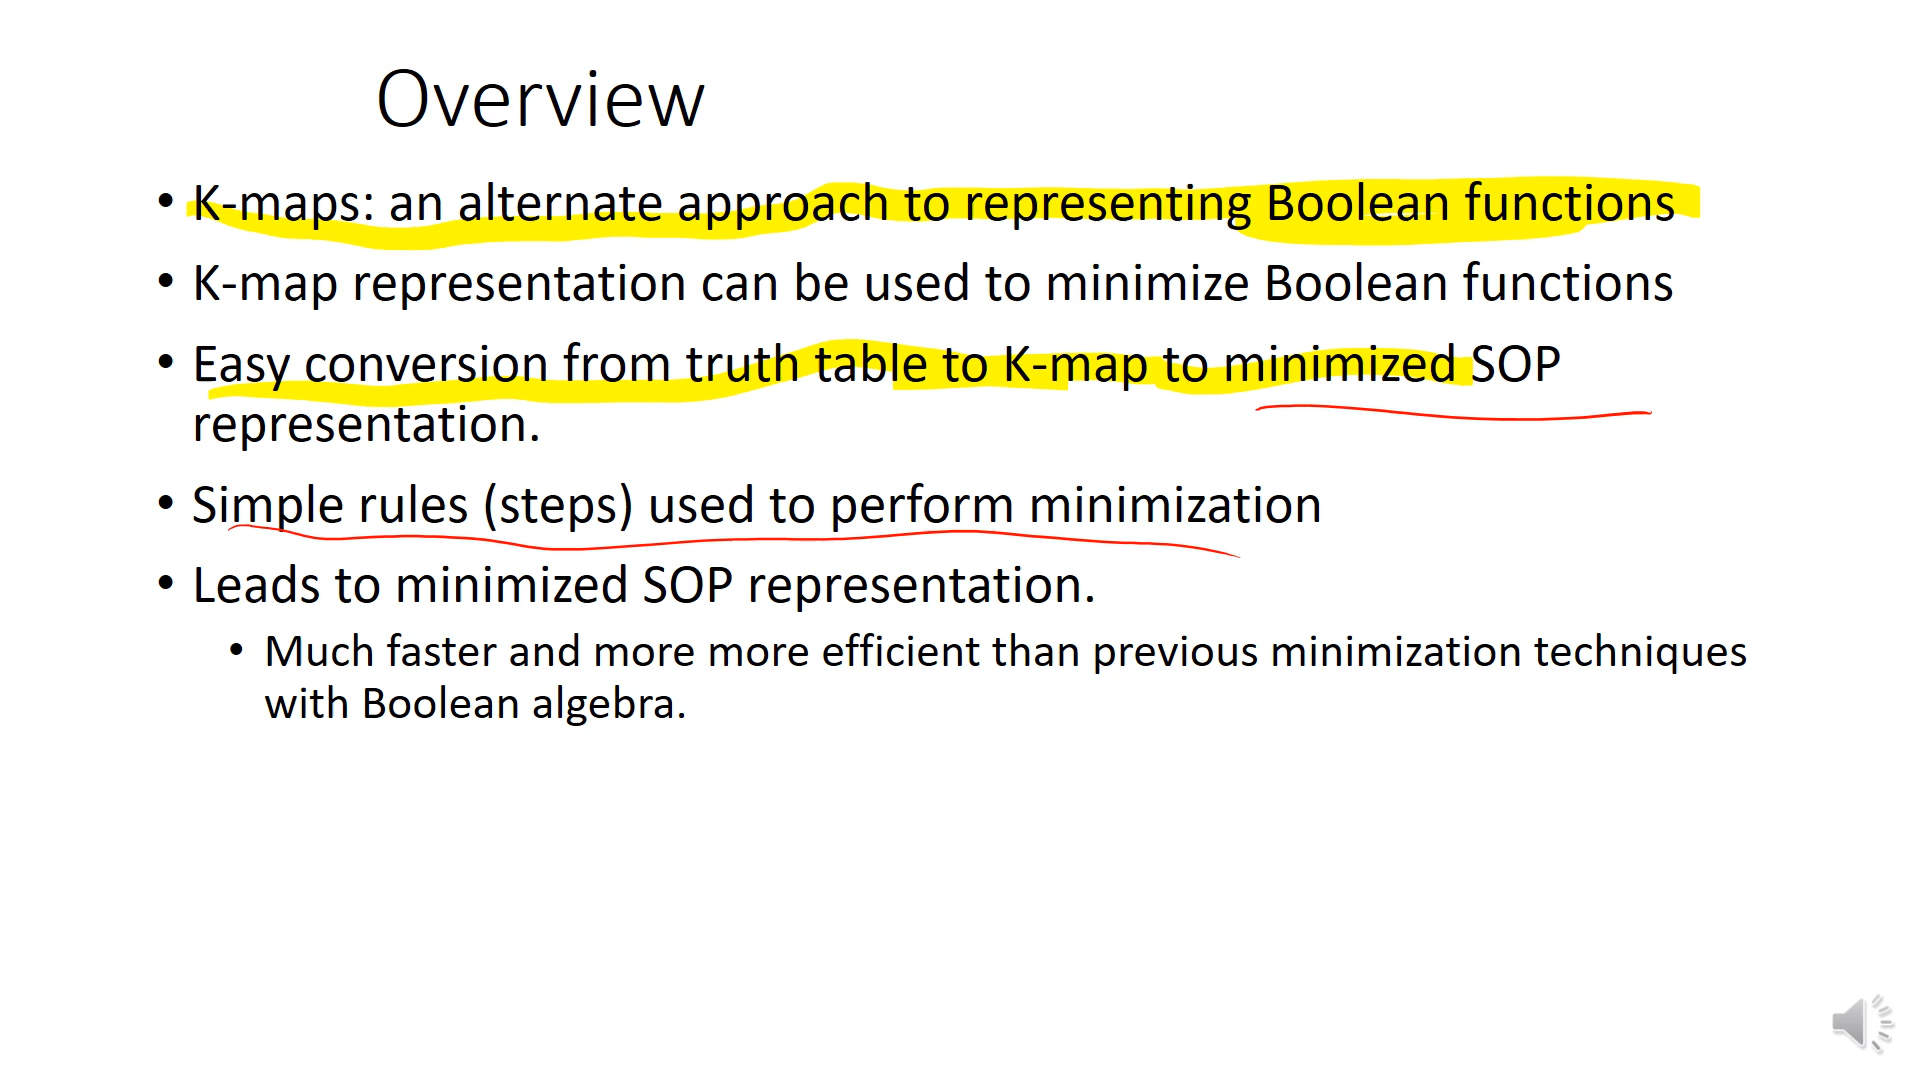 Overview
• K-maps: an alternate approach to representing Boolean functions
• K-map representation can be used to minimize Boolean functions
• Easy conversion from truth table to K-map to minimized SOP
representation.
• Simple rules (steps) used to perform minimization
• Leads to minimized SOP representation.
• Much faster and more more efficient than previous minimization techniques
with Boolean algebra.